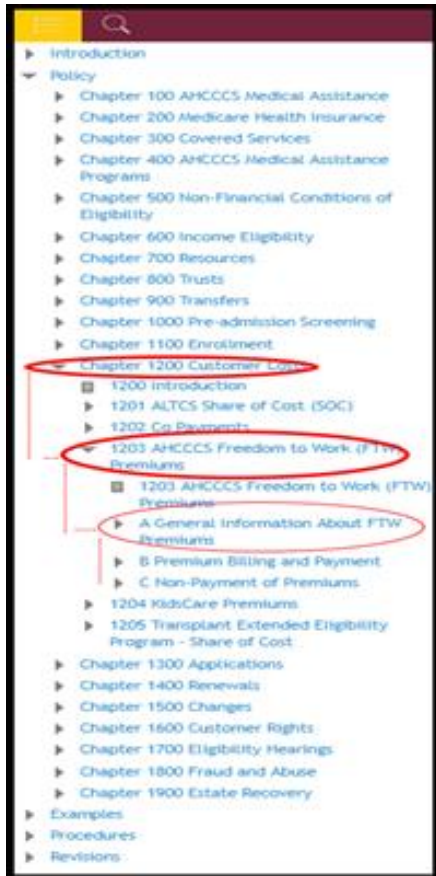 Introduction
Policy
Chapter 100 AHCCCS Medical Assistance
Chapter 200 Medicare Health Insurance
Chapter 300 Covered Services
Chapter 400 AHCCCS Medical Assistance
Programs
Chapter 500 Non-Financial Conditions of
Eligibility
Chapter 600 Income Eligibility
Chapter 700 Resources
Chapter 800 Trusts
Chapter 900 Transfers
Chapter 1000 Pre-admission Screening
Chapter 1100 Enrollment
Chapter 1200 Customer Costs
1200 Introduction
1201 ALTCS Share of Cost (SOC)
1202 Co Payments
1203 AHCCCS Freedom to Work (FTW)
Premiums
1203 AHCCCS Freedom to Work (FTW)
Premiums
A General Information About FTW
Premiums
B Premium Billing and Payment
C Non-Payment of Premiums
1204 KidsCare Premiums
1205 Transplant Extended Eligibility
Program - Share of Cost
Chapter 1300 Applications
Chapter 1400 Renewals
Chapter 1500 Changes
Chapter 1600 Customer Rights
Chapter 1700 Eligibility Hearings
Chapter 1800 Fraud and Abuse
Chapter 1900 Estate Recovery
Examples
Procedures
Revisions